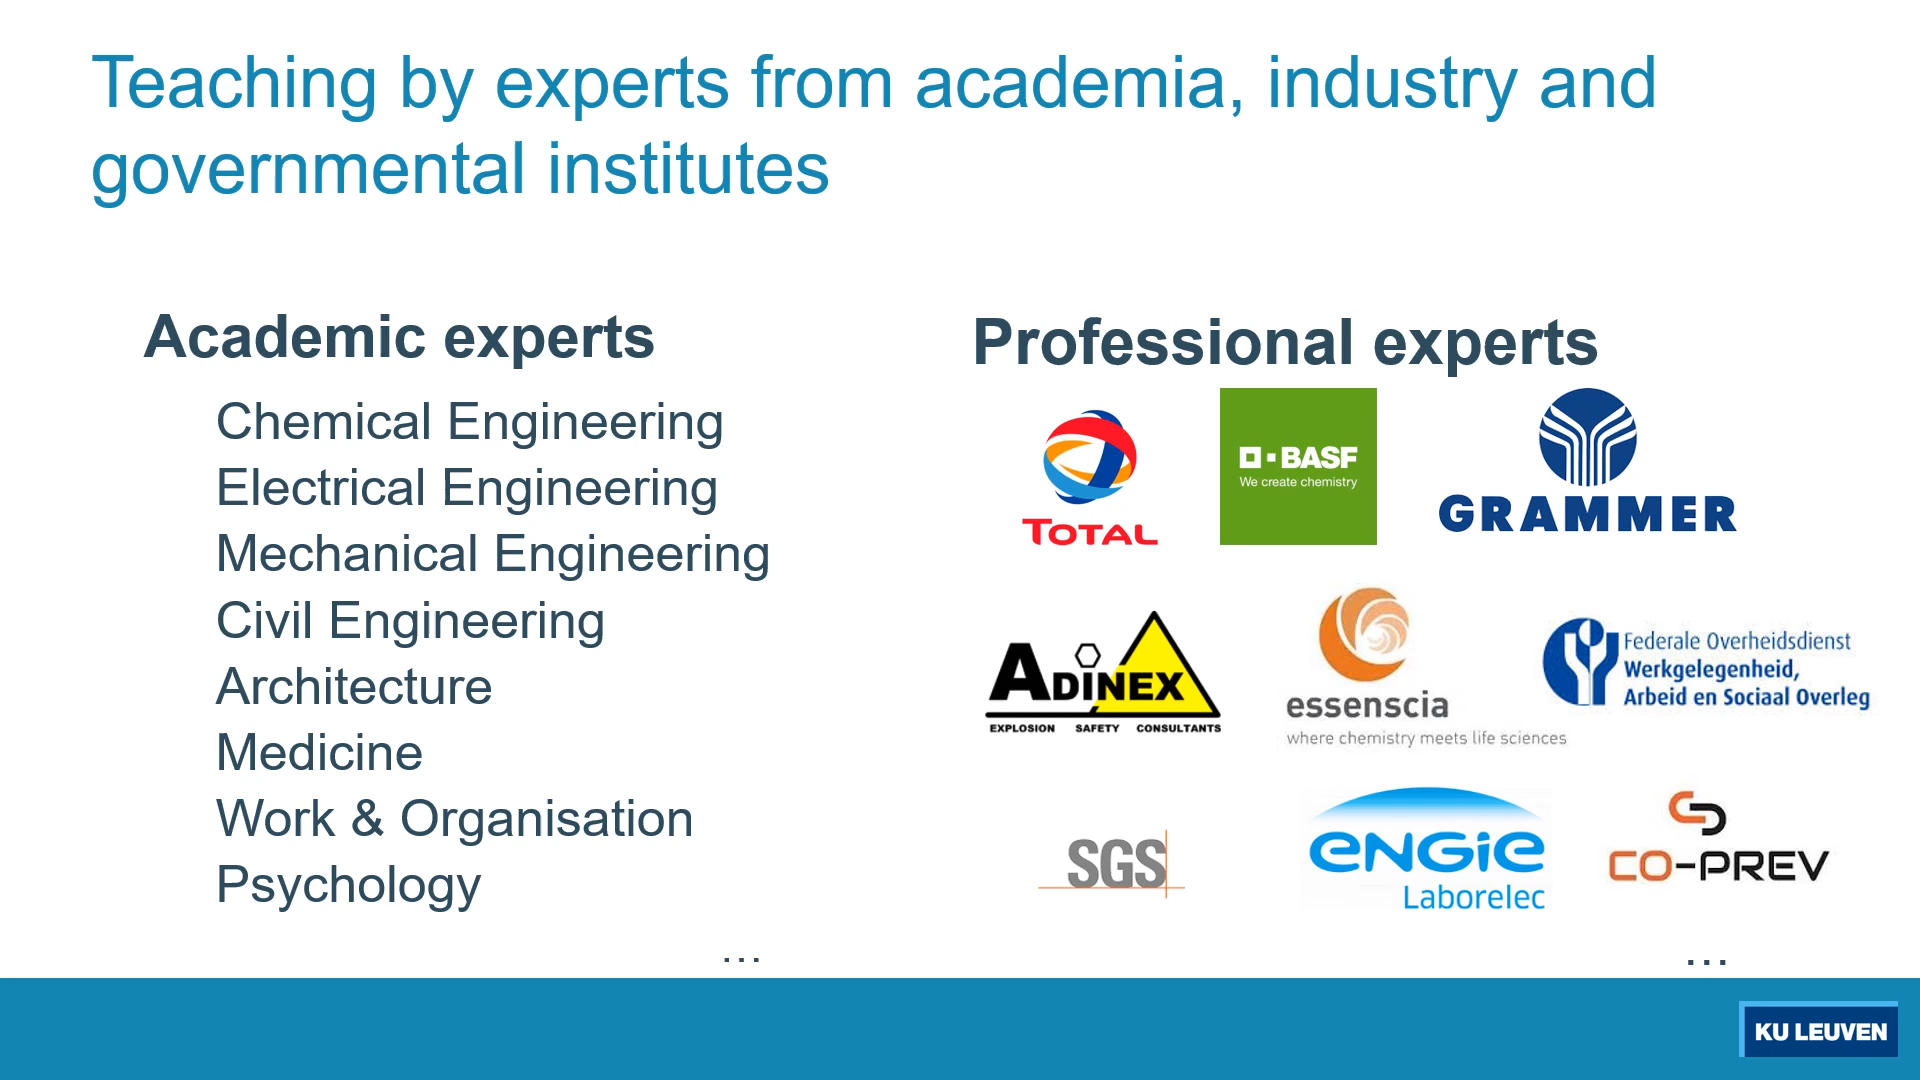 Teaching by experts from academia, industry and
governmental institutes
Academic experts
Chemical Engineering
Electrical Engineering
Mechanical Engineering
Civil Engineering
Architecture
Medicine
Work & Organisation
Psychology
...
Professional experts
TOTAL
BASF
We create chemistry
GRAMMER
ADINEX
EXPLOSION SAFETY CONSULTANTS
essenscia
where chemistry meets life sciences
Federale Overheidsdienst
Werkgelegenheid,
Arbeid en Sociaal Overleg
SGS
ENGIE
Laborelec
CO-PREV
...
KU LEUVEN